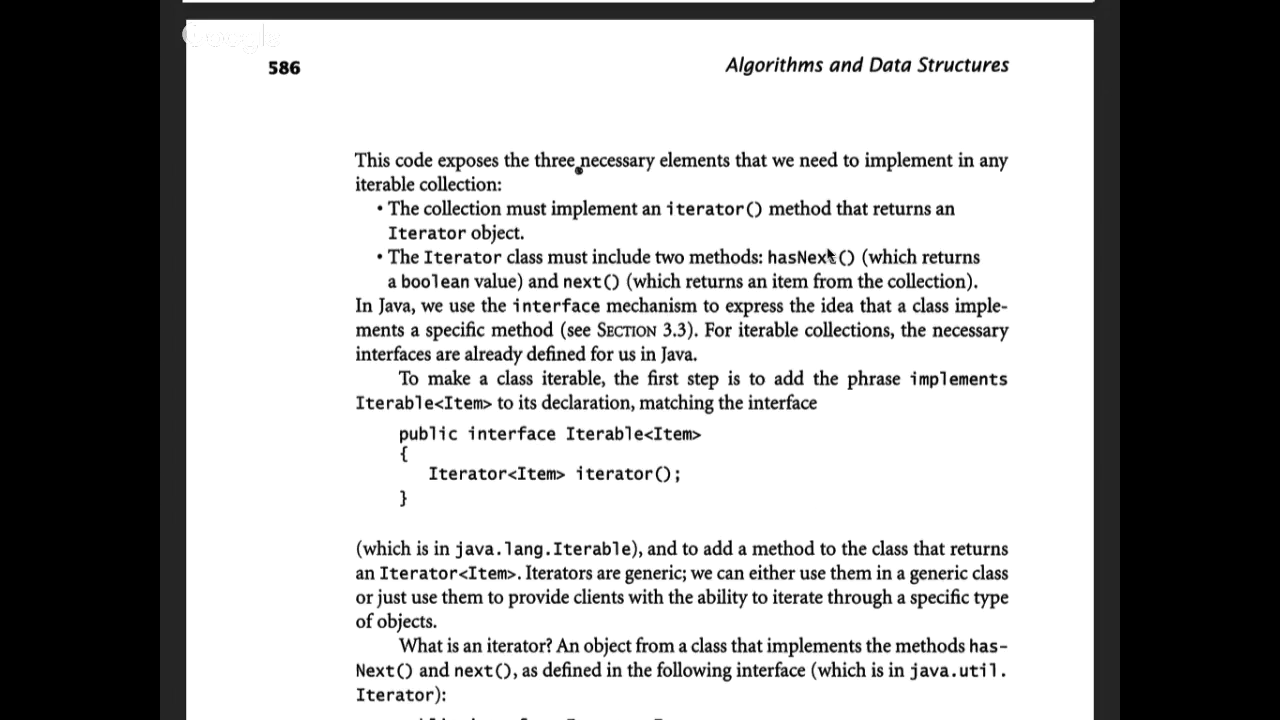 Google
586
Algorithms and Data Structures
This code exposes the three necessary elements that we need to implement in any
iterable collection:
• The collection must implement an iterator() method that returns an
Iterator object.
• The Iterator class must include two methods: hasNext() (which returns
a boolean value) and next() (which returns an item from the collection).
In Java, we use the interface mechanism to express the idea that a class imple-
ments a specific method (see SECTION 3.3). For iterable collections, the necessary
interfaces are already defined for us in Java.
To make a class iterable, the first step is to add the phrase implements
Iterable<Item> to its declaration, matching the interface
public interface Iterable<Item>
{
Iterator<Item> iterator();
}
(which is in java.lang.Iterable), and to add a method to the class that returns
an Iterator<Item>. Iterators are generic; we can either use them in a generic class
or just use them to provide clients with the ability to iterate through a specific type
of objects.
What is an iterator? An object from a class that implements the methods has-
Next() and next(), as defined in the following interface (which is in java.util.
Iterator):